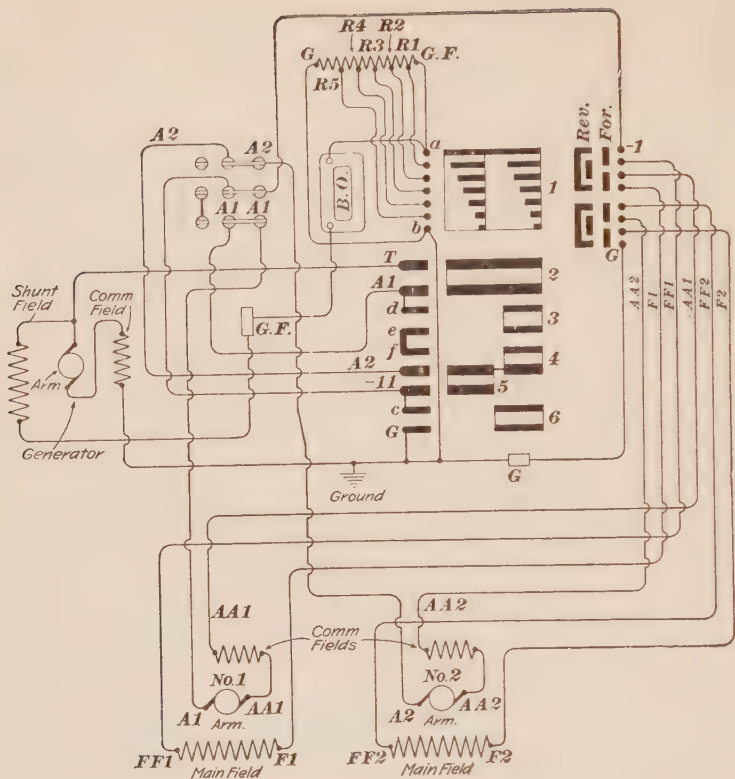 R4 R2
G R3 R1 G.F.
R5
A2 A2
a
B.O.
Rev. For.
-1
1
A1 A1
b
G
T
2
Shunt Field
Comm Field
A1
d
3
G.F.
e
f
4
Arm
A2
5
-11
c
6
Generator
G
Ground
G
AA2 F1 FF1 AA1 FF2 F2
AA1
AA2
Comm Fields
No.1
No.2
A1 Arm. AA1
A2 Arm. AA2
FF1 F1
Main Field
FF2 F2
Main Field